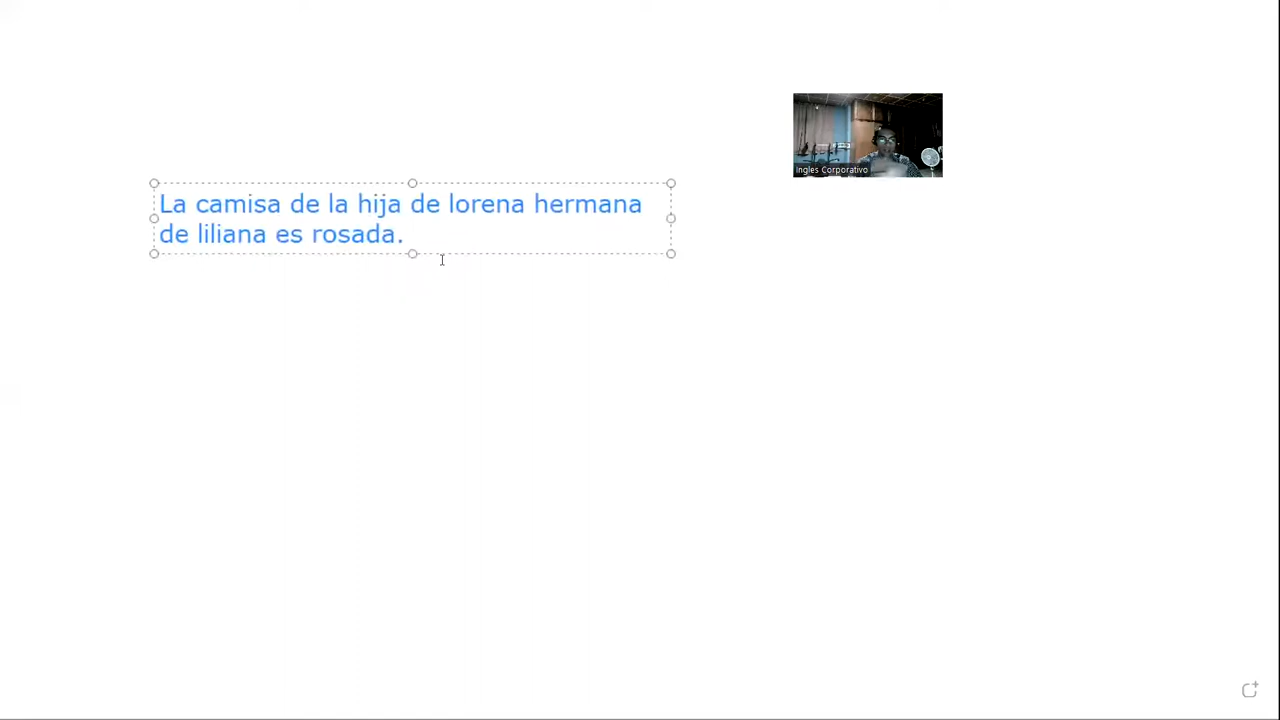 La camisa de la hija de lorena hermana
de liliana es rosada.
Ingles Corporativo